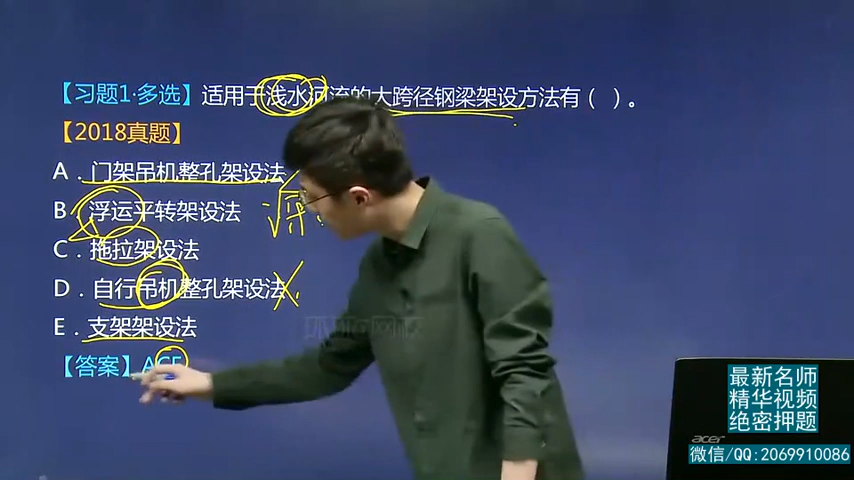 【习题1·多选】适用于浅水河流的大跨径钢梁架设方法有（ ）。
【2018真题】
A．门架吊机整孔架设法
B．浮运平转架设法
C．拖拉架设法
D．自行吊机整孔架设法
E．支架架设法
【答案】ACE
最新名师
精华视频
绝密押题
acer
微信/QQ:2069910086